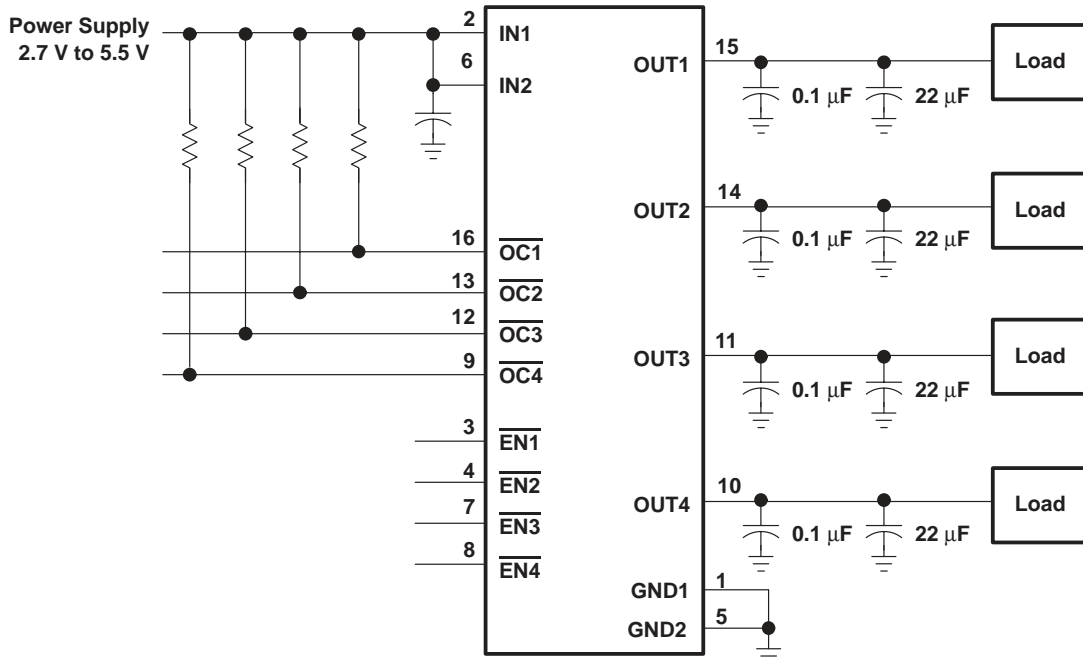 Power Supply
2.7 V to 5.5 V
2
IN1
6
IN2
16
OC1
13
OC2
12
OC3
9
OC4
3
EN1
4
EN2
7
EN3
8
EN4
OUT1
15
0.1 μF
22 μF
Load
OUT2
14
0.1 μF
22 μF
Load
OUT3
11
0.1 μF
22 μF
Load
OUT4
10
0.1 μF
22 μF
Load
GND1
1
GND2
5